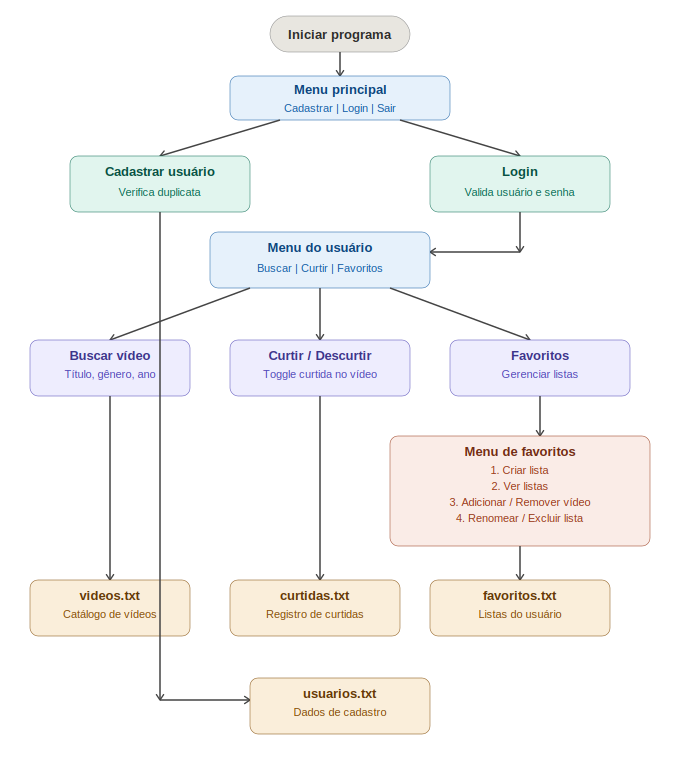 Iniciar programa
Menu principal
Cadastrar | Login | Sair
Cadastrar usuário
Verifica duplicata
Login
Valida usuário e senha
Menu do usuário
Buscar | Curtir | Favoritos
Buscar vídeo
Título, gênero, ano
Curtir / Descurtir
Toggle curtida no vídeo
Favoritos
Gerenciar listas
Menu de favoritos
1. Criar lista
2. Ver listas
3. Adicionar / Remover vídeo
4. Renomear / Excluir lista
videos.txt
Catálogo de vídeos
curtidas.txt
Registro de curtidas
favoritos.txt
Listas do usuário
usuarios.txt
Dados de cadastro